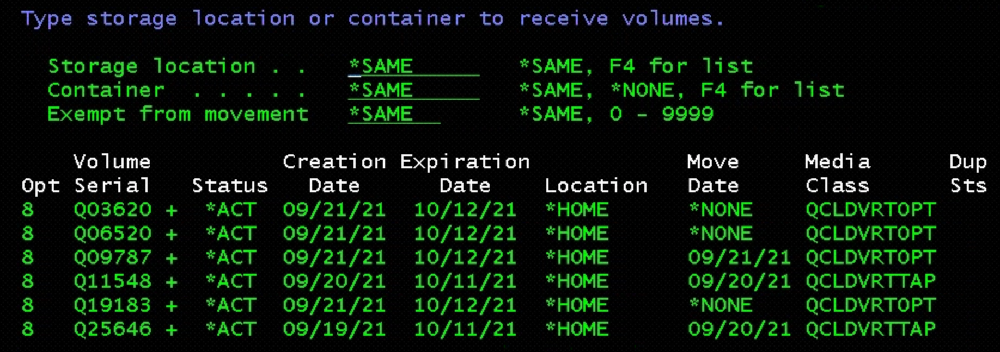 Type storage location or container to receive volumes.
Storage location . . *SAME *SAME, F4 for list
Container . . . . . *SAME *SAME, *NONE, F4 for list
Exempt from movement *SAME *SAME, 0 - 9999
Volume Creation Expiration Move Media Dup
Opt Serial Status Date Date Location Date Class Sts
8 Q03620 + *ACT 09/21/21 10/12/21 *HOME *NONE QCLDVRTOPT
8 Q06520 + *ACT 09/21/21 10/12/21 *HOME *NONE QCLDVRTOPT
8 Q09787 + *ACT 09/21/21 10/12/21 *HOME 09/21/21 QCLDVRTOPT
8 Q11548 + *ACT 09/20/21 10/11/21 *HOME 09/20/21 QCLDVRTTAP
8 Q19183 + *ACT 09/21/21 10/12/21 *HOME *NONE QCLDVRTOPT
8 Q25646 + *ACT 09/19/21 10/11/21 *HOME 09/20/21 QCLDVRTTAP